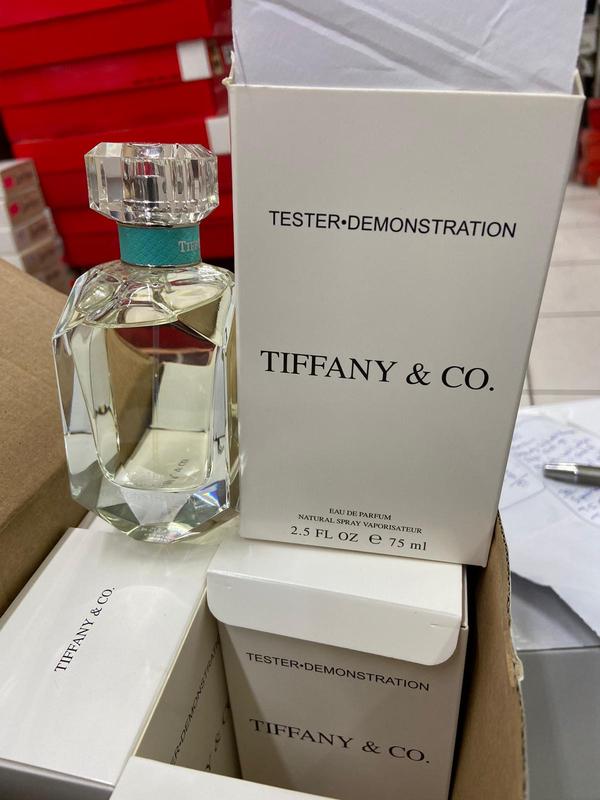 TESTER•DEMONSTRATION
TIFFANY & CO.
EAU DE PARFUM
NATURAL SPRAY VAPORISATEUR
2.5 FL OZ ℮ 75 ml
TIFFANY & CO.
TESTER•DEMONSTRATION
TIFFANY & CO.